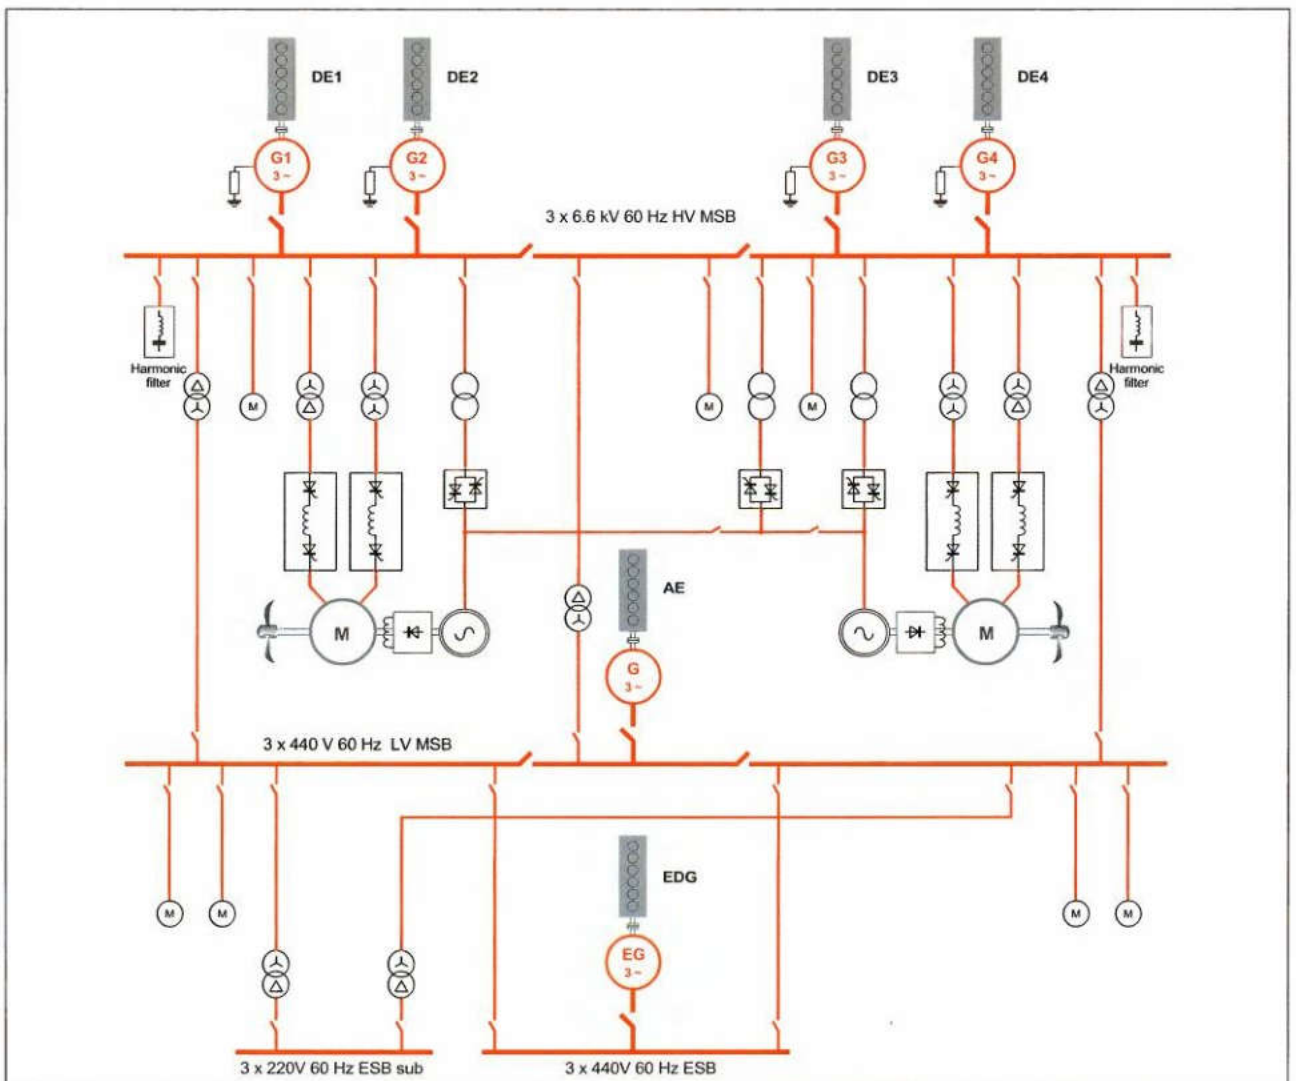 DE1
DE2
DE3
DE4
G1
3 ~
G2
3 ~
G3
3 ~
G4
3 ~
3 x 6.6 kV 60 Hz HV MSB
Harmonic
filter
Harmonic
filter
M
M
M
AE
M
M
G
3 ~
3 x 440 V 60 Hz LV MSB
EDG
M
M
M
M
EG
3 ~
3 x 220V 60 Hz ESB sub
3 x 440V 60 Hz ESB